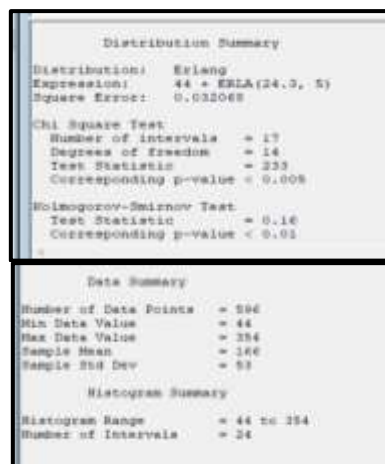 Distribution Summary
Distribution: Erlang
Expression: 44 + ERLA(24.3, 5)
Square Error: 0.032068
Chi Square Test
Number of intervals = 17
Degrees of freedom = 14
Test Statistic = 233
Corresponding p-value < 0.005
Kolmogorov-Smirnov Test
Test Statistic = 0.16
Corresponding p-value < 0.01
Data Summary
Number of Data Points = 596
Min Data Value = 44
Max Data Value = 354
Sample Mean = 166
Sample Std Dev = 53
Histogram Summary
Histogram Range = 44 to 354
Number of Intervals = 24